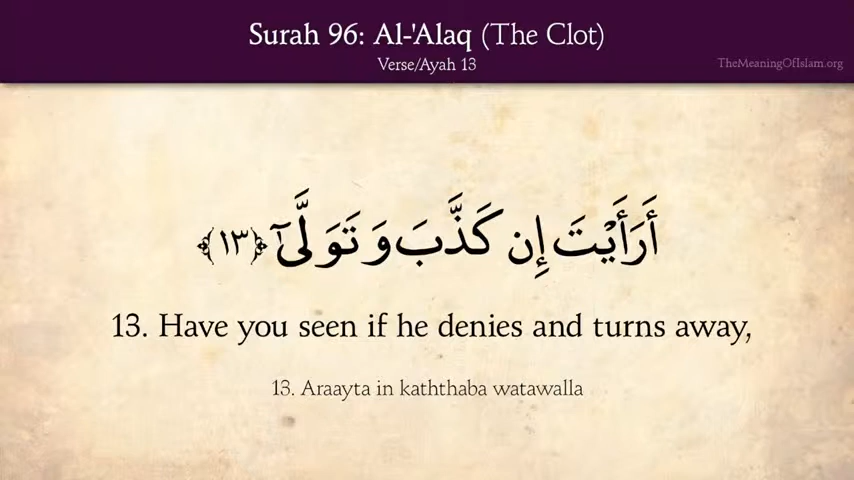 Surah 96: Al-'Alaq (The Clot)
Verse/Ayah 13
TheMeaningOfIslam.org
أَرَأَيْتَ إِن كَذَّبَ وَتَوَلَّىٰٓ ﴿١٣﴾
13. Have you seen if he denies and turns away,
13. Araayta in kaththaba watawalla